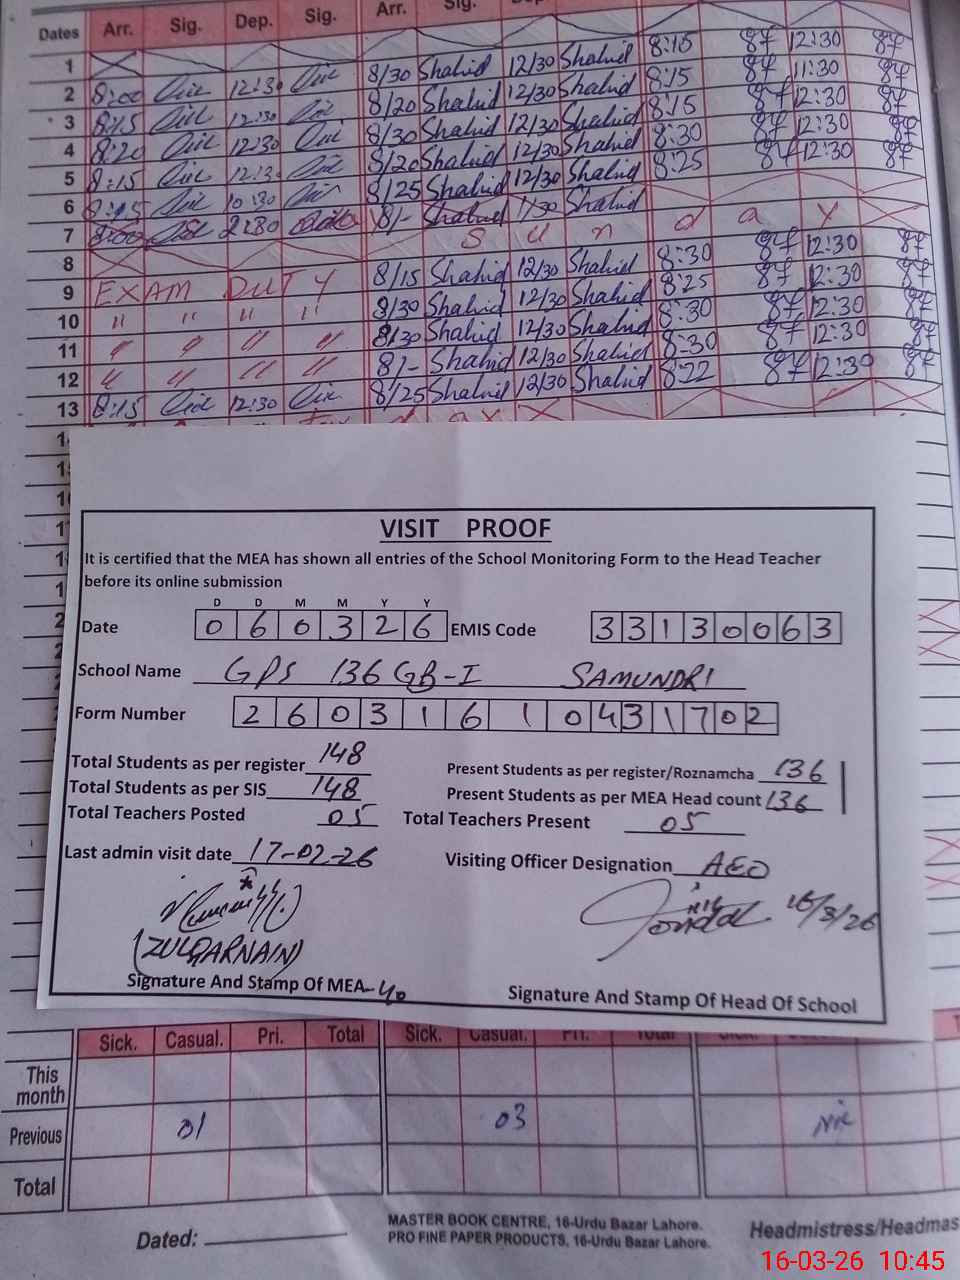 Dates Arr. Sig. Dep. Sig. Arr. Sig.
1
2 8:00 12:30 8/30 Shahid 12/30 Shahid 8:15 12:30
3 8:15 12:30 8/20 Shahid 12/30 Shahid 8:15 11:30
4 8:20 12:30 8/30 Shahid 12/30 Shahid 8:15 12:30
5 8:15 12:30 8/20 Shahid 12/30 Shahid 8:30 12:30
6 8:15 10:30 8/25 Shahid 12/30 Shahid 8:25 12:30
7 8:00 2:30 8/- Shahid 1/30 Shahid
8 S u n d a y
9 EXAM DUTY 8/15 Shahid 12/30 Shahid 8:30 12:30
10 " " " " 8/30 Shahid 12/30 Shahid 8:25 12:30
11 " " " " 8/30 Shahid 12/30 Shahid 8:30 12:30
12 " " " " 8/- Shahid 12/30 Shahid 8:30 12:30
13 8:15 12:30 8/25 Shahid 12/30 Shahid 8:22 12:30
VISIT PROOF
It is certified that the MEA has shown all entries of the School Monitoring Form to the Head Teacher
before its online submission
D D M M Y Y
Date 0 6 0 3 2 6 EMIS Code 3 3 1 3 0 0 6 3
School Name GPS 136 GB-I SAMUNDRI
Form Number 2 6 0 3 1 6 1 0 4 3 1 7 0 2
Total Students as per register 148 Present Students as per register/Roznamcha 136
Total Students as per SIS 148 Present Students as per MEA Head count 136
Total Teachers Posted 05 Total Teachers Present 05
Last admin visit date 17-02-26 Visiting Officer Designation AEO
16/3/26
(ZULQARNAIN)
Signature And Stamp Of MEA-40 Signature And Stamp Of Head Of School
Sick. Casual. Pri. Total Sick. Casual. Pri. Total
This month
Previous 01 03 Nil
Total
Dated:
MASTER BOOK CENTRE, 16-Urdu Bazar Lahore.
PRO FINE PAPER PRODUCTS, 16-Urdu Bazar Lahore.
Headmistress/Headmas
16-03-26 10:45